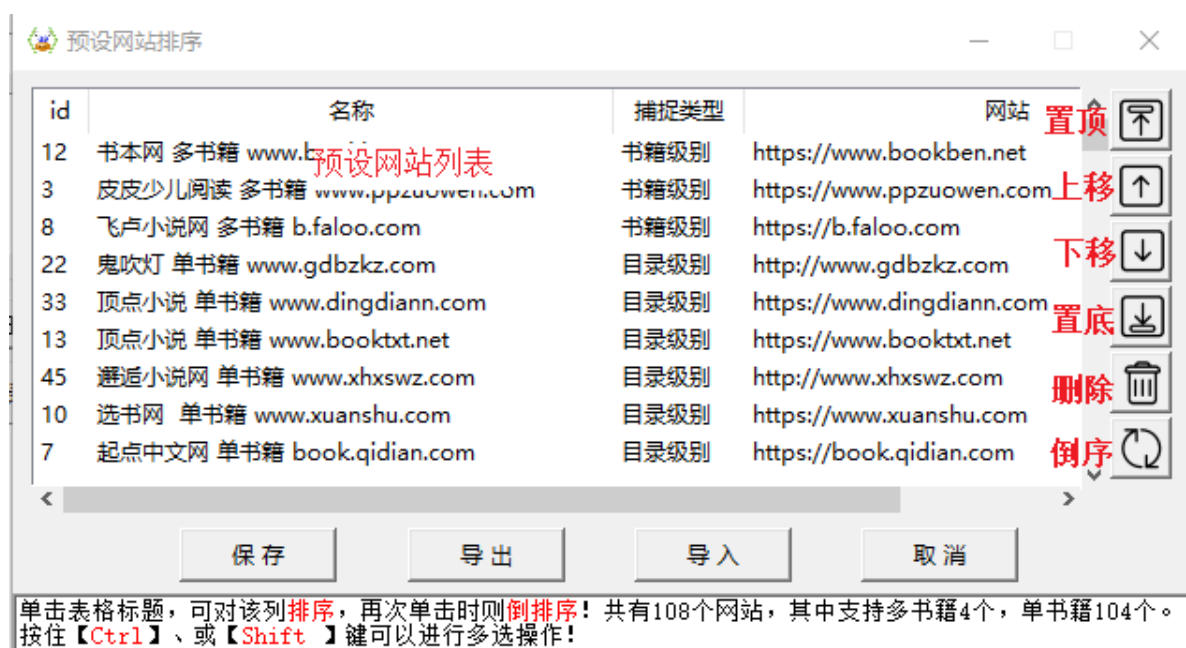 预设网站排序
id 名称 捕捉类型 网站 置顶
12 书本网 多书籍 www.b 书籍级别 https://www.bookben.net
预设网站列表
3 皮皮少儿阅读 多书籍 www.ppzuowen.com 书籍级别 https://www.ppzuowen.com 上移
8 飞卢小说网 多书籍 b.faloo.com 书籍级别 https://b.faloo.com 下移
22 鬼吹灯 单书籍 www.gdbzkz.com 目录级别 http://www.gdbzkz.com
33 顶点小说 单书籍 www.dingdiann.com 目录级别 https://www.dingdiann.com 置底
13 顶点小说 单书籍 www.booktxt.net 目录级别 https://www.booktxt.net
45 邂逅小说网 单书籍 www.xhxswz.com 目录级别 http://www.xhxswz.com 删除
10 选书网 单书籍 www.xuanshu.com 目录级别 https://www.xuanshu.com
7 起点中文网 单书籍 book.qidian.com 目录级别 https://book.qidian.com 倒序
保存 导出 导入 取消
单击表格标题，可对该列排序，再次单击时则倒排序！共有108个网站，其中支持多书籍4个，单书籍104个。
按住【Ctrl】、或【Shift 】键可以进行多选操作！